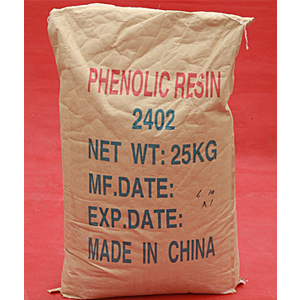 PHENOLIC RESIN
2402
NET WT: 25KG
MF.DATE:
EXP.DATE:
MADE IN CHINA